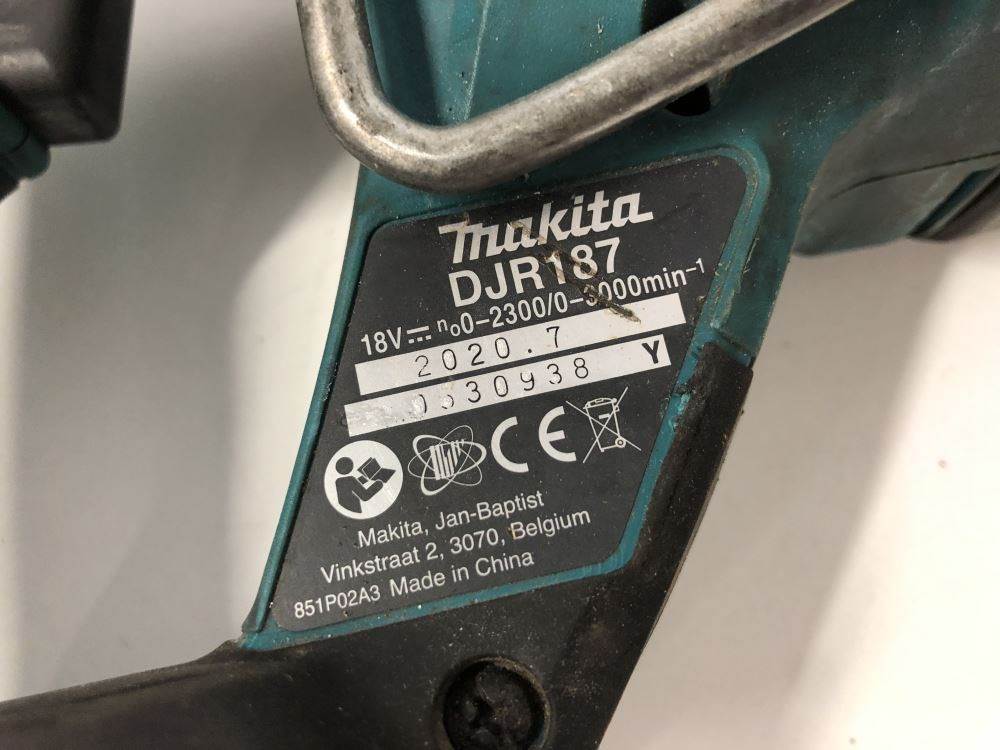 makita
DJR187
18V⎓ n₀0-2300/0-3000min⁻¹
2020.7
Y
CE
Makita, Jan-Baptist
Vinkstraat 2, 3070, Belgium
851P02A3 Made in China